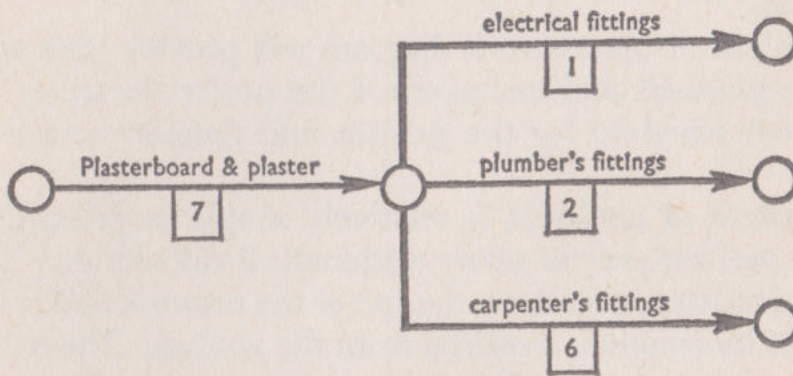 electrical fittings
1
Plasterboard & plaster
7
plumber's fittings
2
carpenter's fittings
6